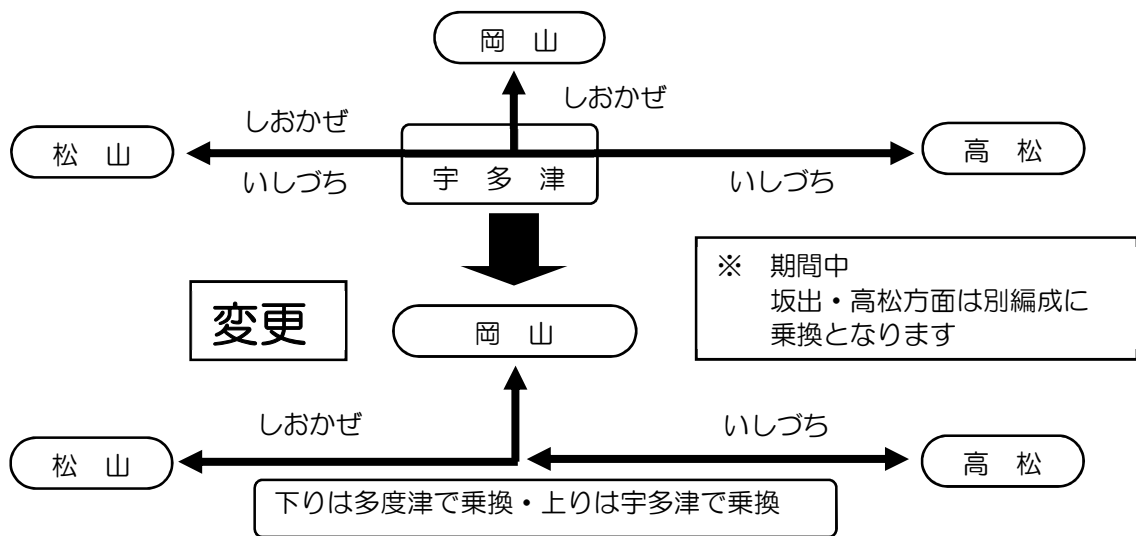 岡 山
しおかぜ
しおかぜ
松 山
高 松
宇 多 津
いしづち
いしづち
※ 期間中
坂出・高松方面は別編成に
乗換となります
変更
岡 山
しおかぜ
いしづち
松 山
高 松
下りは多度津で乗換・上りは宇多津で乗換